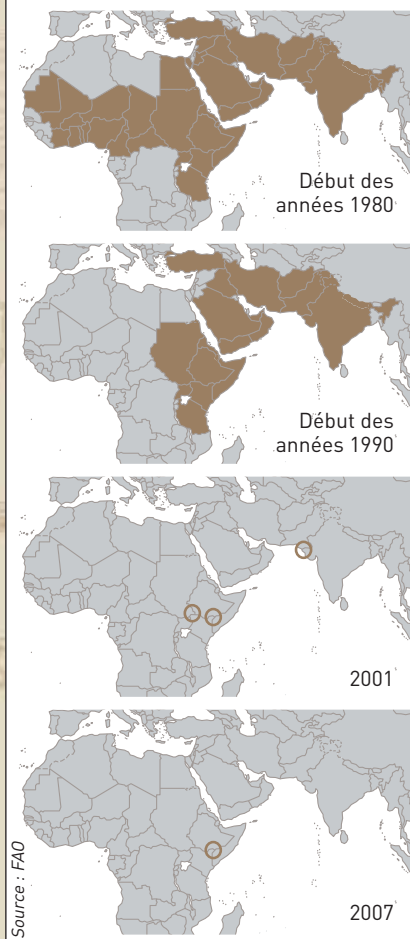 Début des
années 1980
Début des
années 1990
2001
2007
Source : FAO